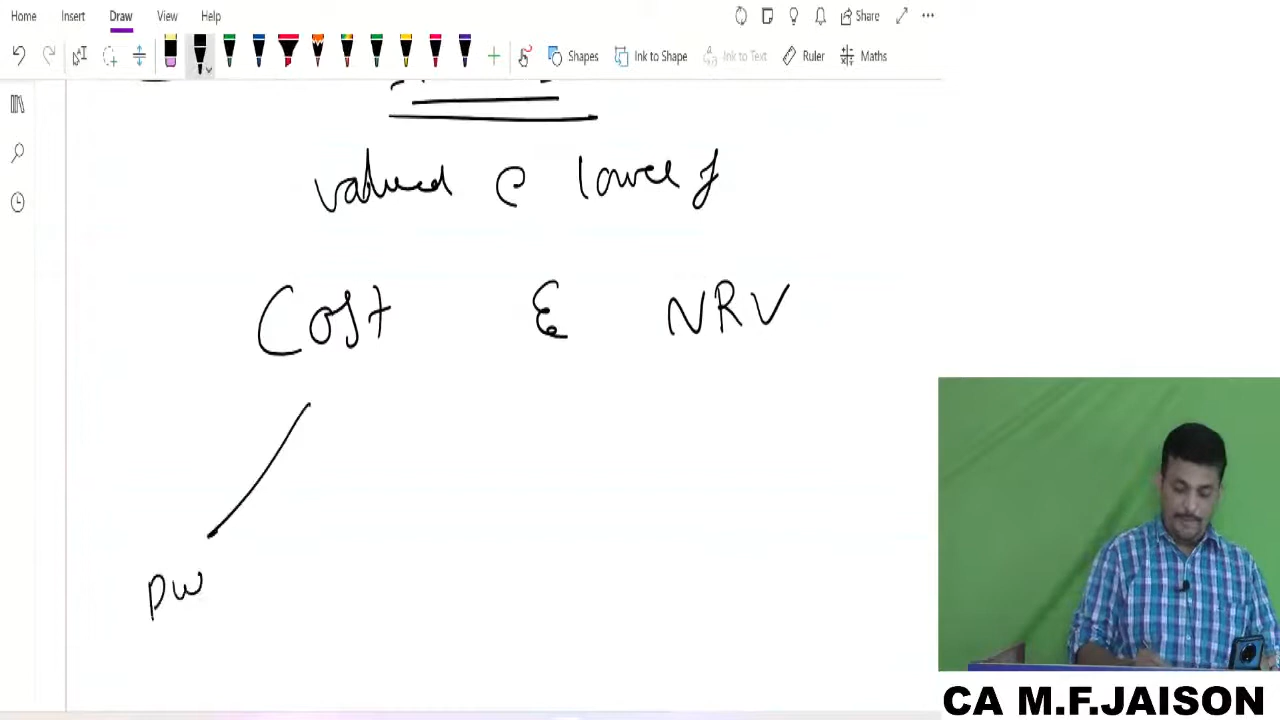 Home Insert Draw View Help Share
Shapes Ink to Shape Ink to Text Ruler Maths
valued @ lower of
Cost & NRV
pu
CA M.F.JAISON